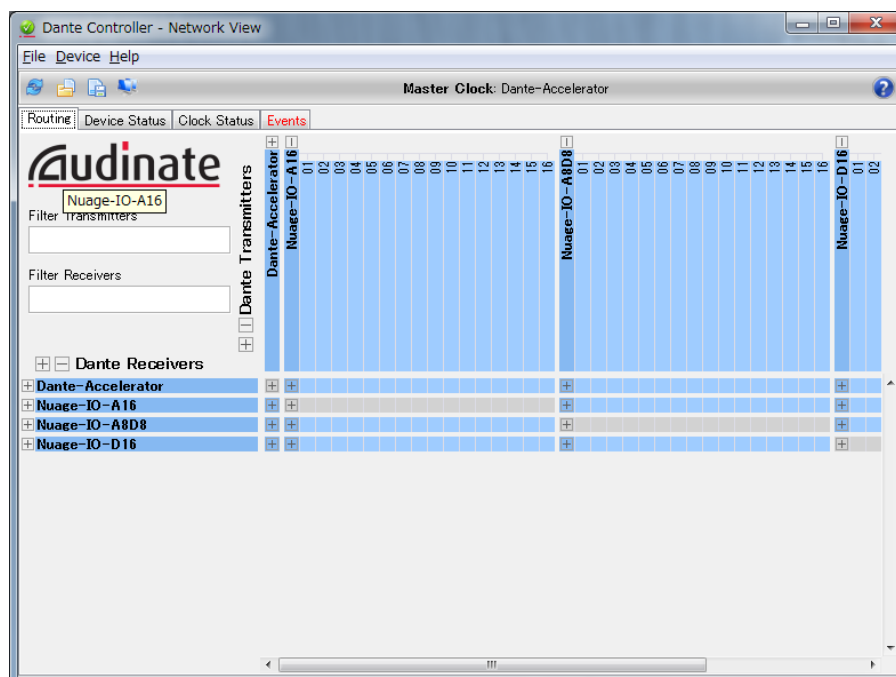 Dante Controller - Network View
File Device Help
Master Clock: Dante-Accelerator
Routing Device Status Clock Status Events
Audinate
Nuage-IO-A16
Filter Transmitters
Filter Receivers
Dante Transmitters
Dante-Accelerator
Nuage-IO-A16
01 02 03 04 05 06 07 08 09 10 11 12 13 14 15 16
Nuage-IO-A8D8
01 02 03 04 05 06 07 08 09 10 11 12 13 14 15 16
Nuage-IO-D16
01 02
Dante Receivers
Dante-Accelerator
Nuage-IO-A16
Nuage-IO-A8D8
Nuage-IO-D16